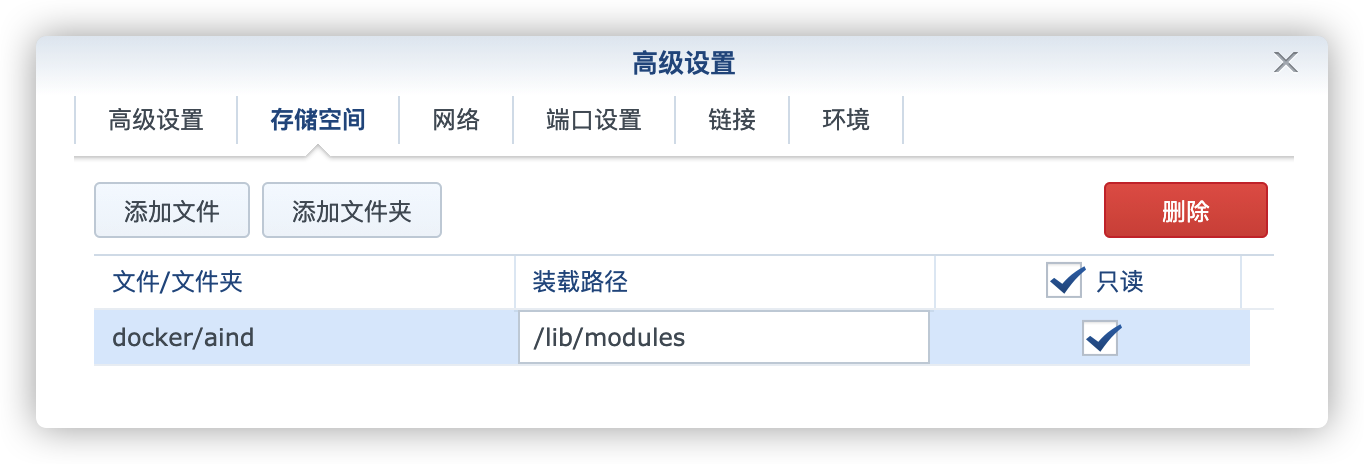 高级设置
高级设置 存储空间 网络 端口设置 链接 环境
添加文件 添加文件夹 删除
文件/文件夹 装载路径 只读
docker/aind /lib/modules